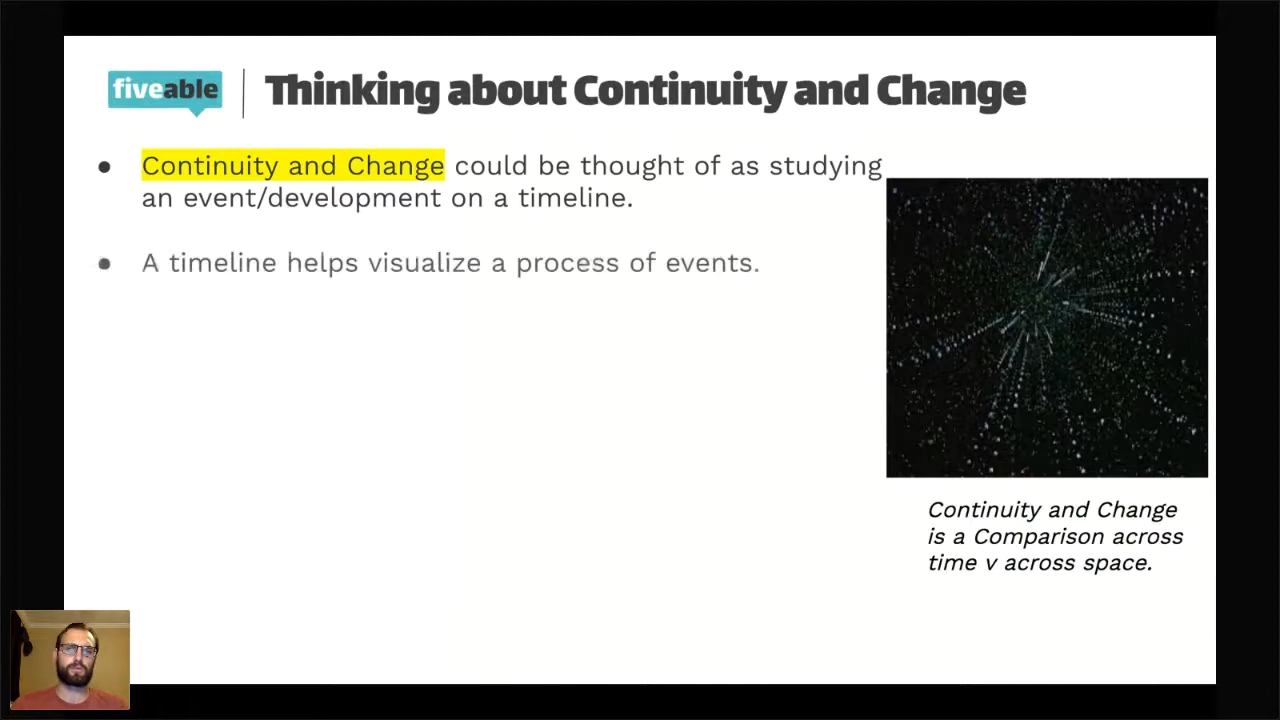 fiveable
Thinking about Continuity and Change
● Continuity and Change could be thought of as studying
an event/development on a timeline.
● A timeline helps visualize a process of events.
Continuity and Change
is a Comparison across
time v across space.